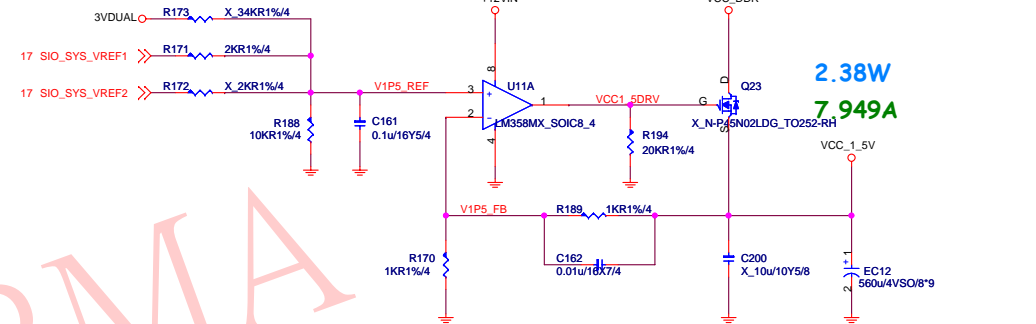 3VDUAL
R173 X_34KR1%/4
17 SIO_SYS_VREF1
R171 2KR1%/4
17 SIO_SYS_VREF2
R172 X_2KR1%/4
R188
10KR1%/4
C161
0.1u/16Y5/4
V1P5_REF
3
2
8
4
1
+
-
U11A
LM358MX_SOIC8_4
VCC1_5DRV
R194
20KR1%/4
G
D
S
Q23
X_N-P45N02LDG_TO252-RH
2.38W
7.949A
VCC_1_5V
V1P5_FB
R189 1KR1%/4
R170
1KR1%/4
C162
0.01u/16X7/4
C200
X_10u/10Y5/8
+
1
2
EC12
560u/4VSO/8*9